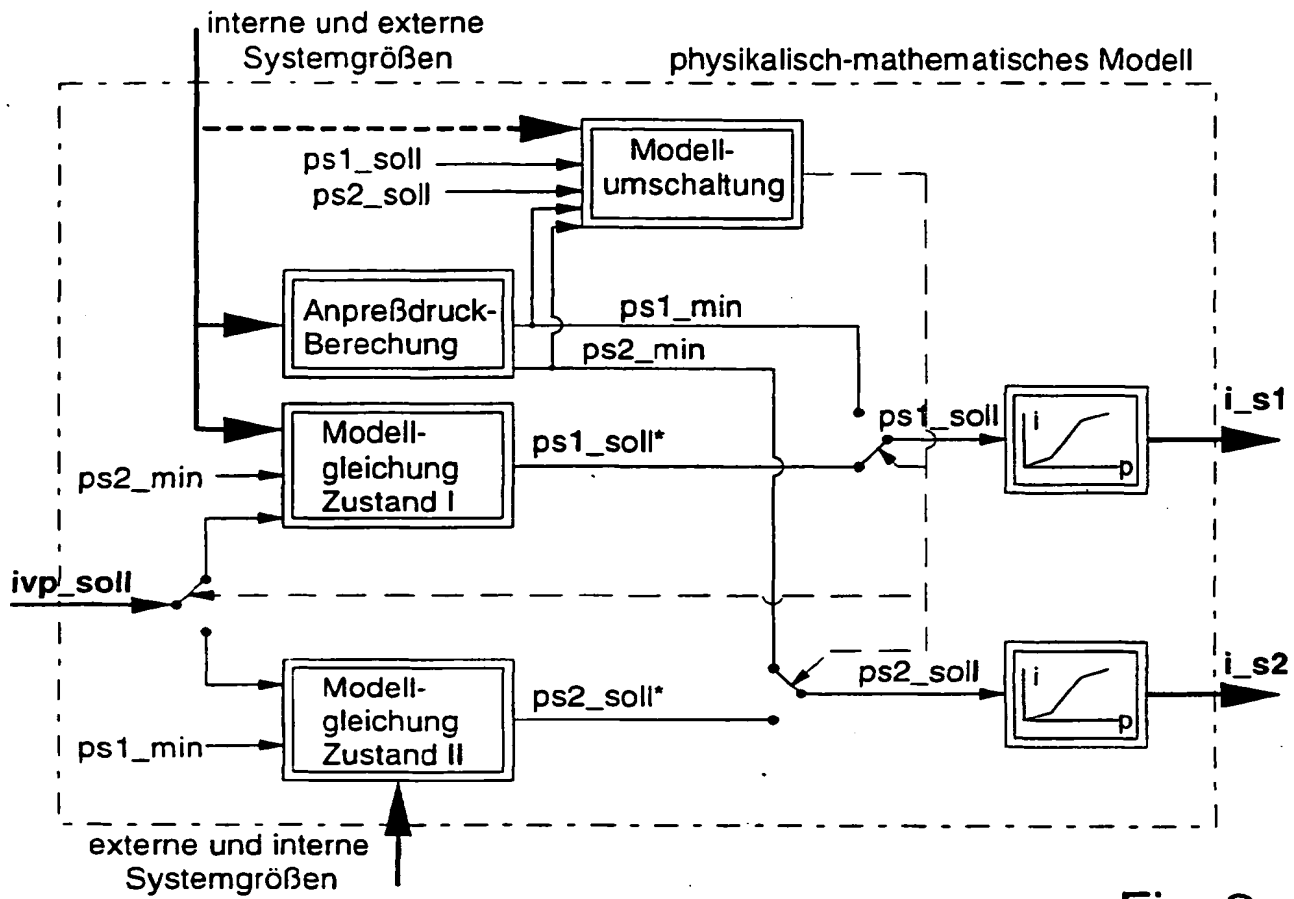 interne und externe
Systemgrößen
physikalisch-mathematisches Modell
ps1_soll
ps2_soll
Modell-
umschaltung
Anpreßdruck-
Berechung
ps1_min
ps2_min
Modell-
gleichung
Zustand I
ps2_min
ps1_soll*
ps1_soll
i
p
i_s1
ivp_soll
Modell-
gleichung
Zustand II
ps1_min
ps2_soll*
ps2_soll
i
p
i_s2
externe und interne
Systemgrößen